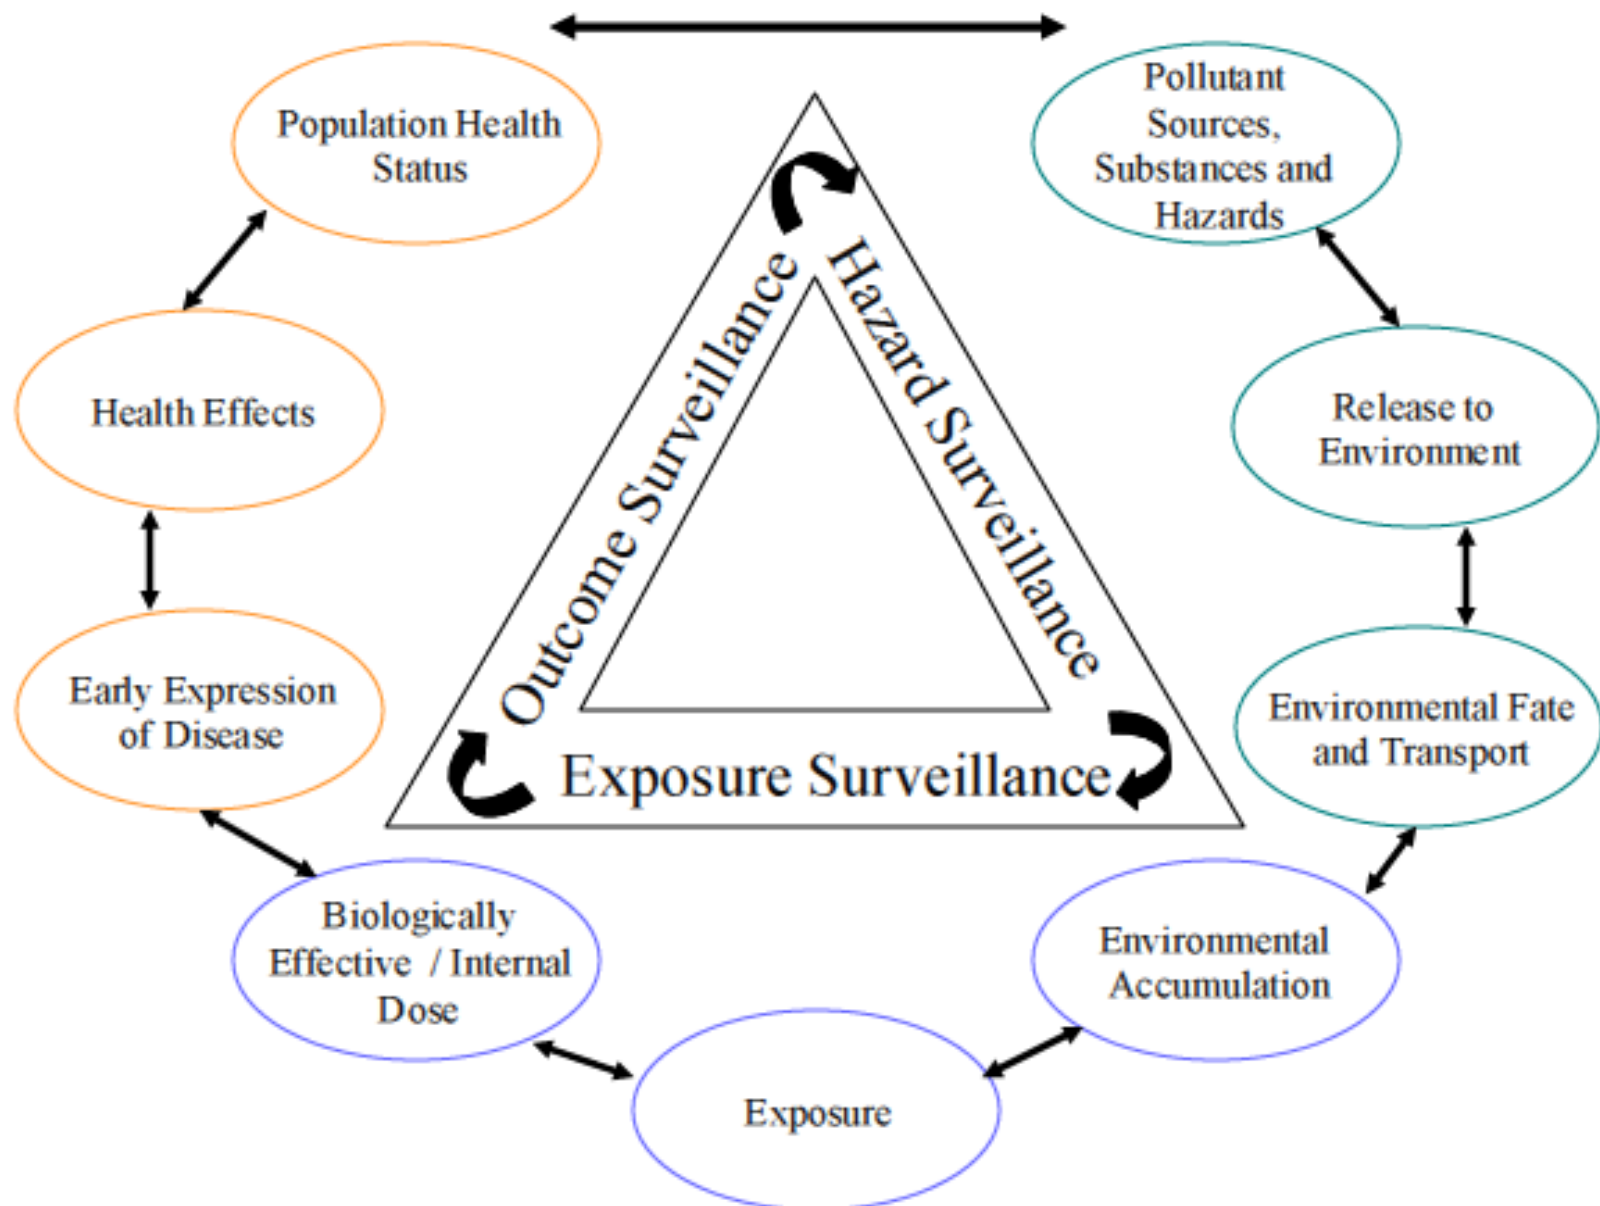 Population Health
Status
Pollutant
Sources,
Substances and
Hazards
Outcome Surveillance
Hazard Surveillance
Health Effects
Release to
Environment
Early Expression
of Disease
Environmental Fate
and Transport
Exposure Surveillance
Biologically
Effective / Internal
Dose
Environmental
Accumulation
Exposure